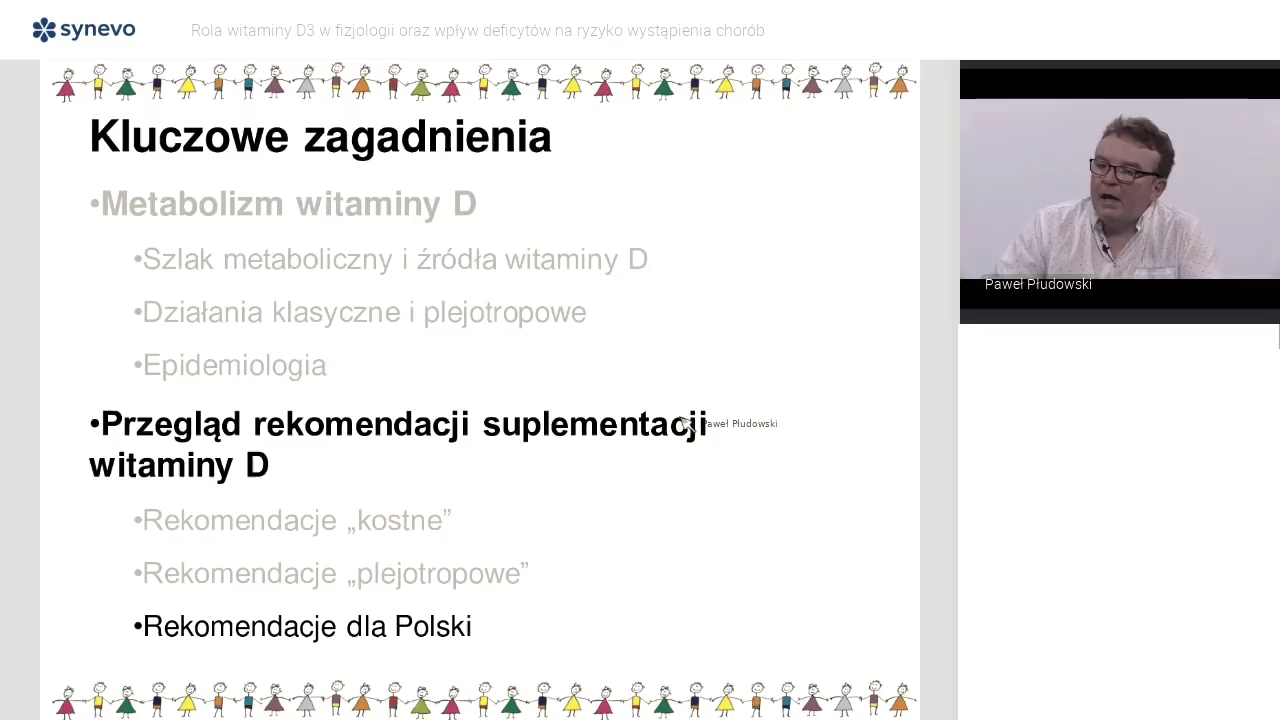 synevo
Rola witaminy D3 w fizjologii oraz wpływ deficytów na ryzyko wystąpienia chorób
Kluczowe zagadnienia
•Metabolizm witaminy D
•Szlak metaboliczny i źródła witaminy D
•Działania klasyczne i plejotropowe
•Epidemiologia
•Przegląd rekomendacji suplementacji
witaminy D
•Rekomendacje „kostne”
•Rekomendacje „plejotropowe”
•Rekomendacje dla Polski
Paweł Płudowski
Paweł Płudowski